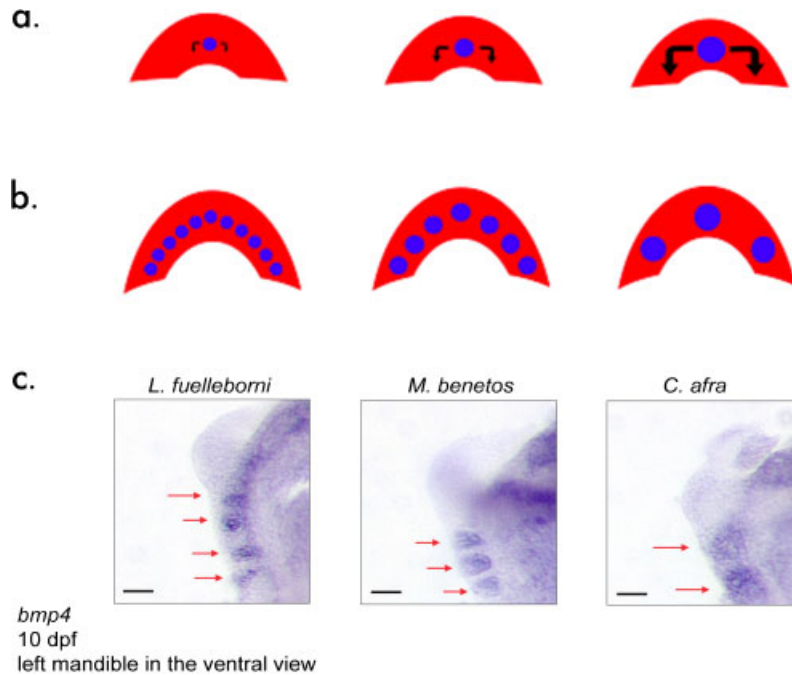 a.
b.
c.
L. fuelleborni
M. benetos
C. afra
bmp4
10 dpf
left mandible in the ventral view